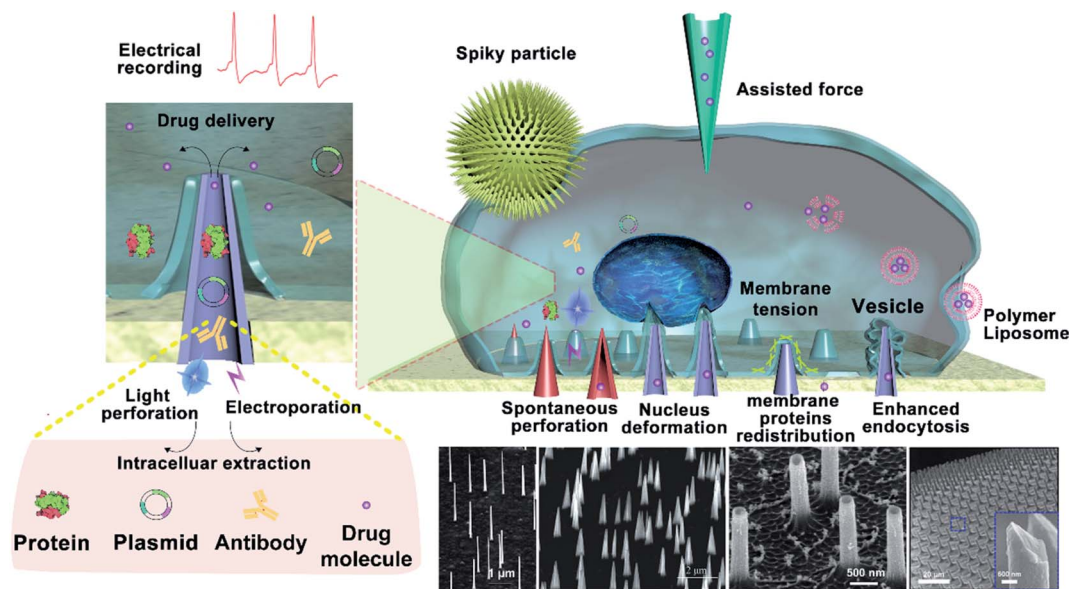 Electrical
recording
Spiky particle
Assisted force
Drug delivery
Membrane
tension
Vesicle
Polymer
Liposome
Light
perforation
Electroporation
Spontaneous
perforation
Nucleus
deformation
membrane
proteins
redistribution
Enhanced
endocytosis
Intracelluar extraction
Protein
Plasmid
Antibody
Drug
molecule
1 μm
2 μm
500 nm
20 μm
500 nm